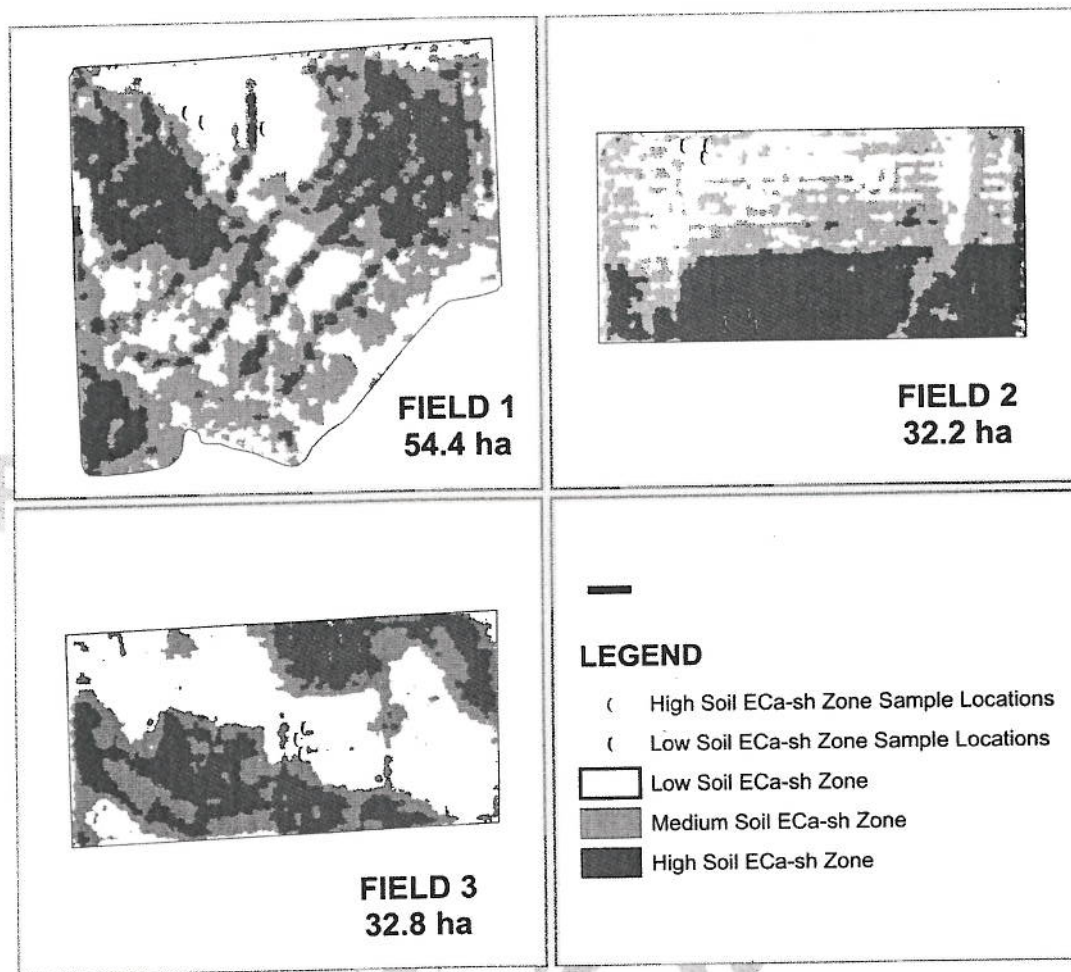 FIELD 1
54.4 ha
FIELD 2
32.2 ha
FIELD 3
32.8 ha
LEGEND
( High Soil ECa-sh Zone Sample Locations
( Low Soil ECa-sh Zone Sample Locations
Low Soil ECa-sh Zone
Medium Soil ECa-sh Zone
High Soil ECa-sh Zone